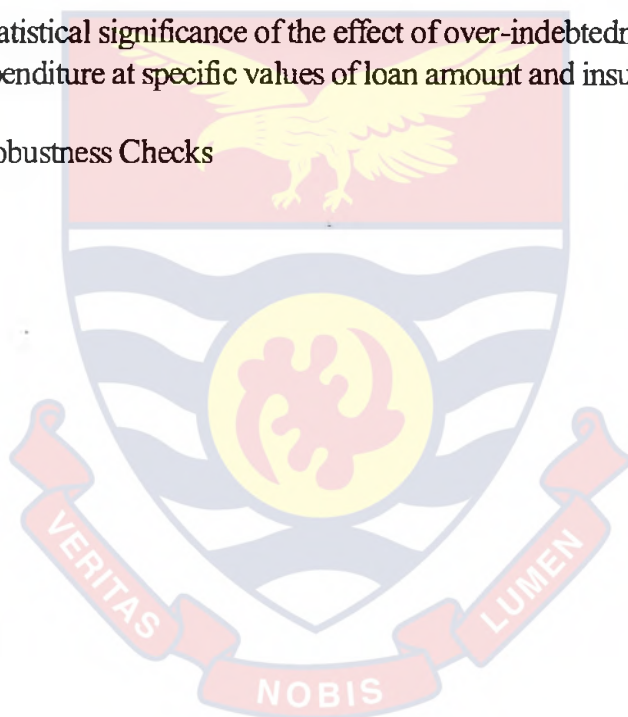 atistical significance of the effect of over-indebtedn
penditure at specific values of loan amount and insu
obustness Checks
VERITAS
NOBIS
LUMEN